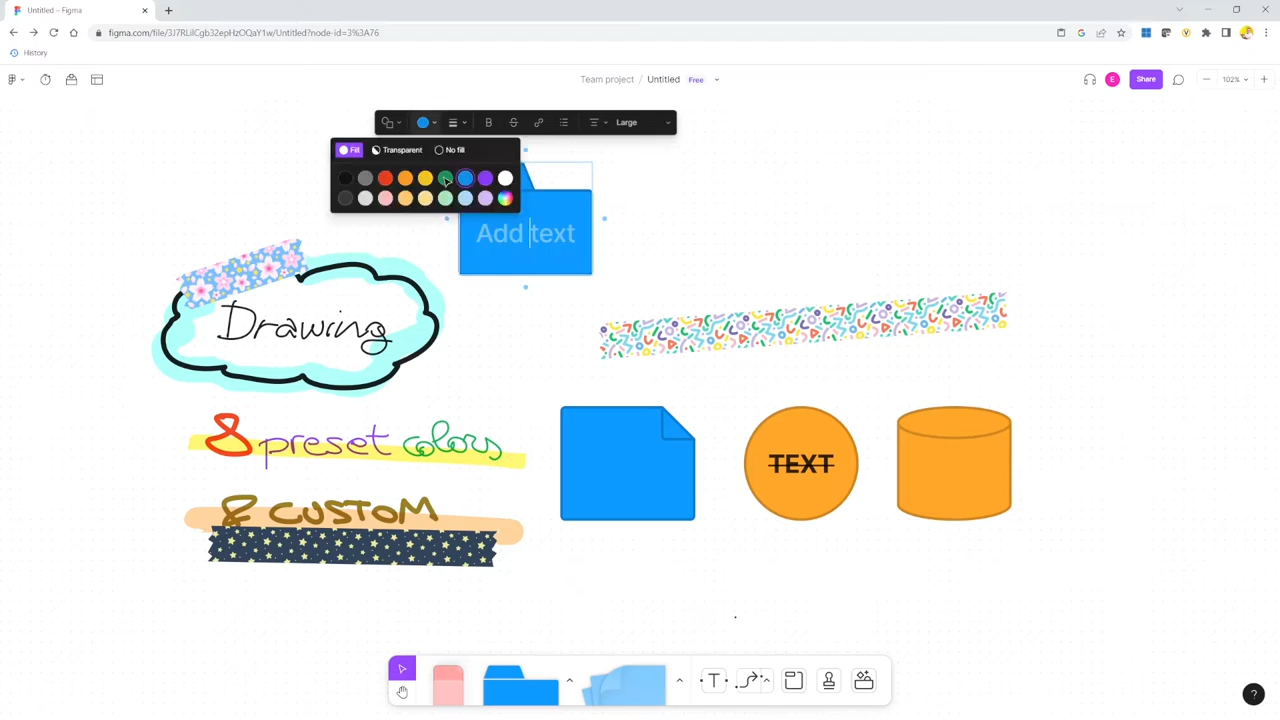 Untitled – Figma
figma.com/file/3J7RLilCgb32epHzOQaY1w/Untitled?node-id=3%3A76
History
Team project / Untitled Free
E
Share
102%
B S Large
Fill Transparent No fill
Add text
Drawing
8 preset colors
TEXT
8 CUSTOM
T
?